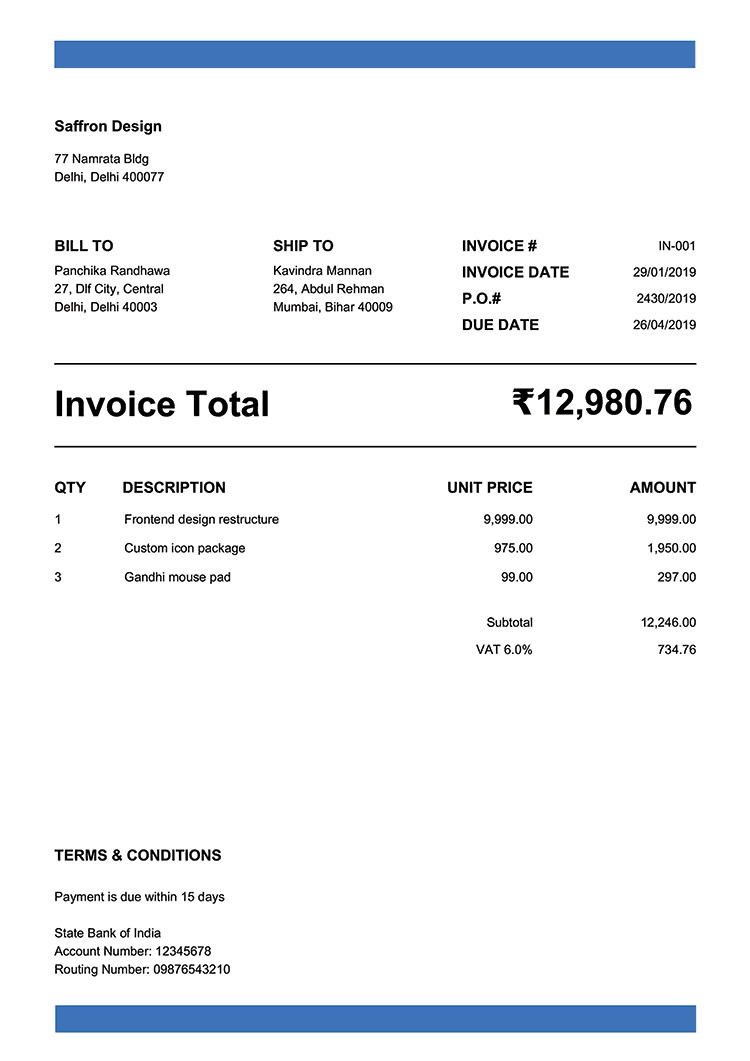 Saffron Design
77 Namrata Bldg
Delhi, Delhi 400077
BILL TO
Panchika Randhawa
27, Dlf City, Central
Delhi, Delhi 40003
SHIP TO
Kavindra Mannan
264, Abdul Rehman
Mumbai, Bihar 40009
INVOICE # IN-001
INVOICE DATE 29/01/2019
P.O.# 2430/2019
DUE DATE 26/04/2019
Invoice Total ₹12,980.76
QTY DESCRIPTION UNIT PRICE AMOUNT
1 Frontend design restructure 9,999.00 9,999.00
2 Custom icon package 975.00 1,950.00
3 Gandhi mouse pad 99.00 297.00
Subtotal 12,246.00
VAT 6.0% 734.76
TERMS & CONDITIONS
Payment is due within 15 days
State Bank of India
Account Number: 12345678
Routing Number: 09876543210